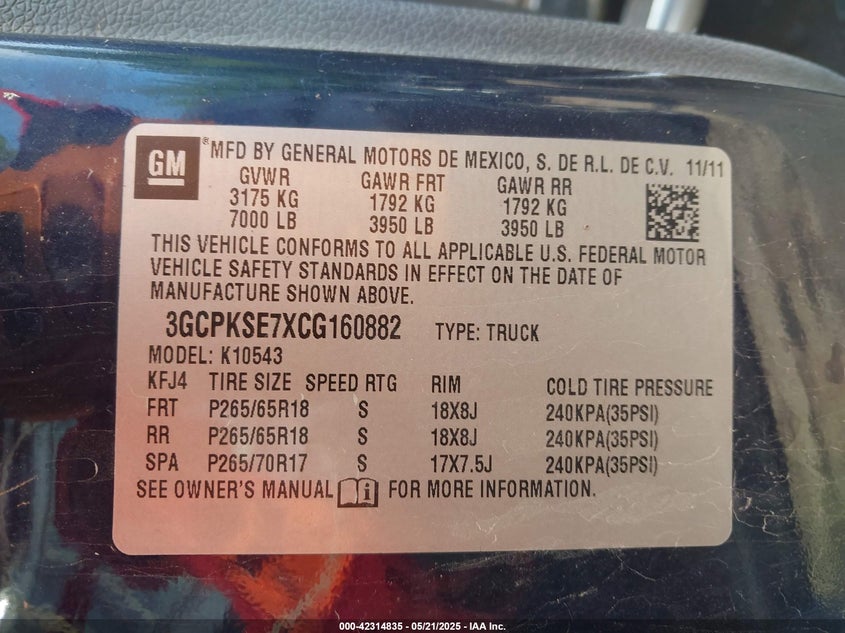 GM
® MFD BY GENERAL MOTORS DE MEXICO, S. DE R.L. DE C.V. 11/11
GVWR GAWR FRT GAWR RR
3175 KG 1792 KG 1792 KG
7000 LB 3950 LB 3950 LB
THIS VEHICLE CONFORMS TO ALL APPLICABLE U.S. FEDERAL MOTOR
VEHICLE SAFETY STANDARDS IN EFFECT ON THE DATE OF
MANUFACTURE SHOWN ABOVE.
3GCPKSE7XCG160882 TYPE: TRUCK
MODEL: K10543
KFJ4 TIRE SIZE SPEED RTG RIM COLD TIRE PRESSURE
FRT P265/65R18 S 18X8J 240KPA(35PSI)
RR P265/65R18 S 18X8J 240KPA(35PSI)
SPA P265/70R17 S 17X7.5J 240KPA(35PSI)
SEE OWNER'S MANUAL i FOR MORE INFORMATION.
000-42314835 - 05/21/2025 - IAA Inc.